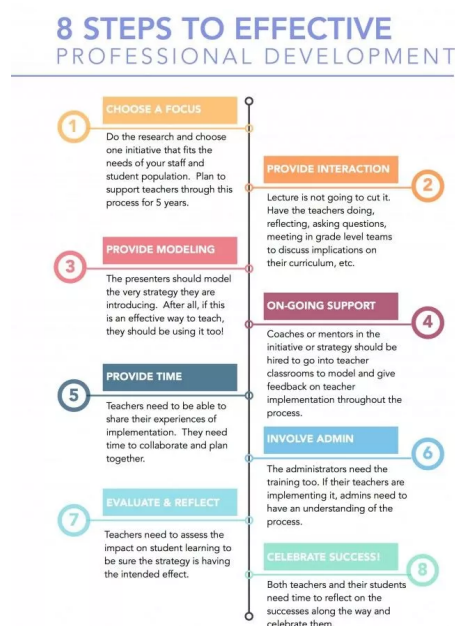 8 STEPS TO EFFECTIVE
PROFESSIONAL DEVELOPMENT
1
CHOOSE A FOCUS
Do the research and choose
one initiative that fits the
needs of your staff and
student population. Plan to
support teachers through this
process for 5 years.
2
PROVIDE INTERACTION
Lecture is not going to cut it.
Have the teachers doing,
reflecting, asking questions,
meeting in grade level teams
to discuss implications on
their curriculum, etc.
3
PROVIDE MODELING
The presenters should model
the very strategy they are
introducing. After all, if this
is an effective way to teach,
they should be using it too!
4
ON-GOING SUPPORT
Coaches or mentors in the
initiative or strategy should be
hired to go into teacher
classrooms to model and give
feedback on teacher
implementation throughout the
process.
5
PROVIDE TIME
Teachers need to be able to
share their experiences of
implementation. They need
time to collaborate and plan
together.
6
INVOLVE ADMIN
The administrators need the
training too. If their teachers are
implementing it, admins need to
have an understanding of the
process.
7
EVALUATE & REFLECT
Teachers need to assess the
impact on student learning to
be sure the strategy is having
the intended effect.
8
CELEBRATE SUCCESS!
Both teachers and their students
need time to reflect on the
successes along the way and
celebrate them